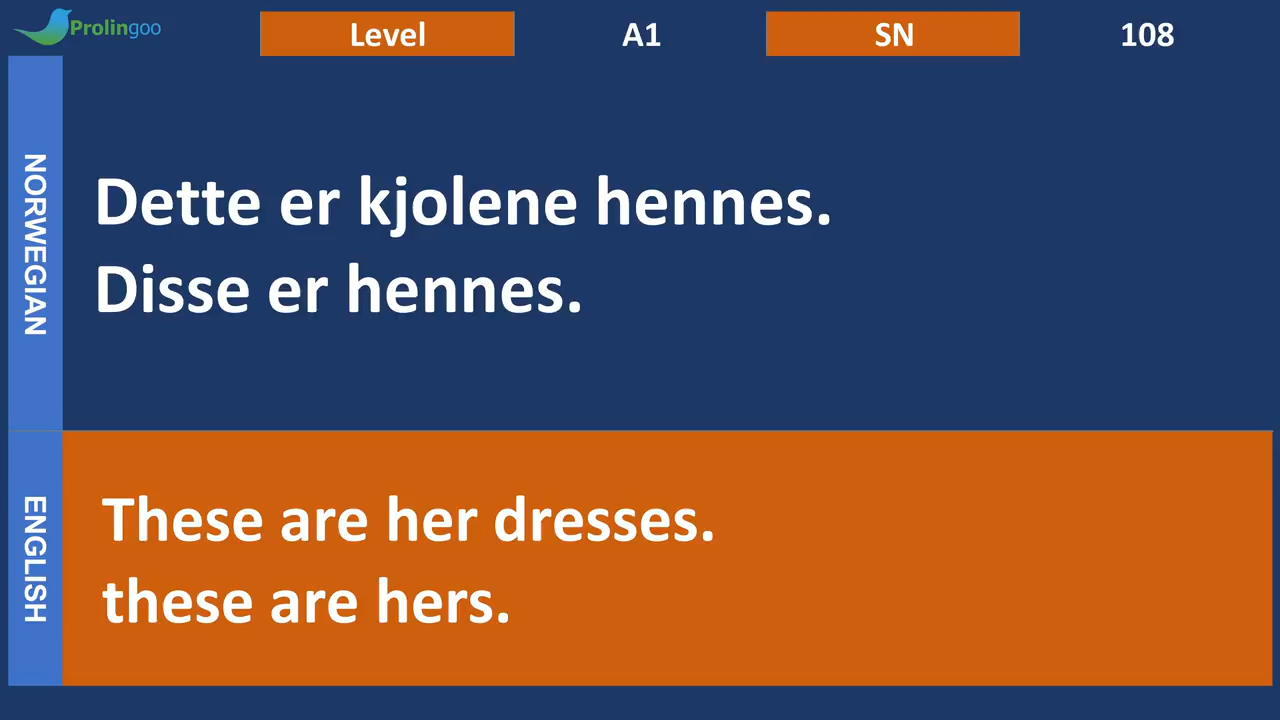 Prolingoo
Level
A1
SN
108
NORWEGIAN
Dette er kjolene hennes.
Disse er hennes.
ENGLISH
These are her dresses.
these are hers.